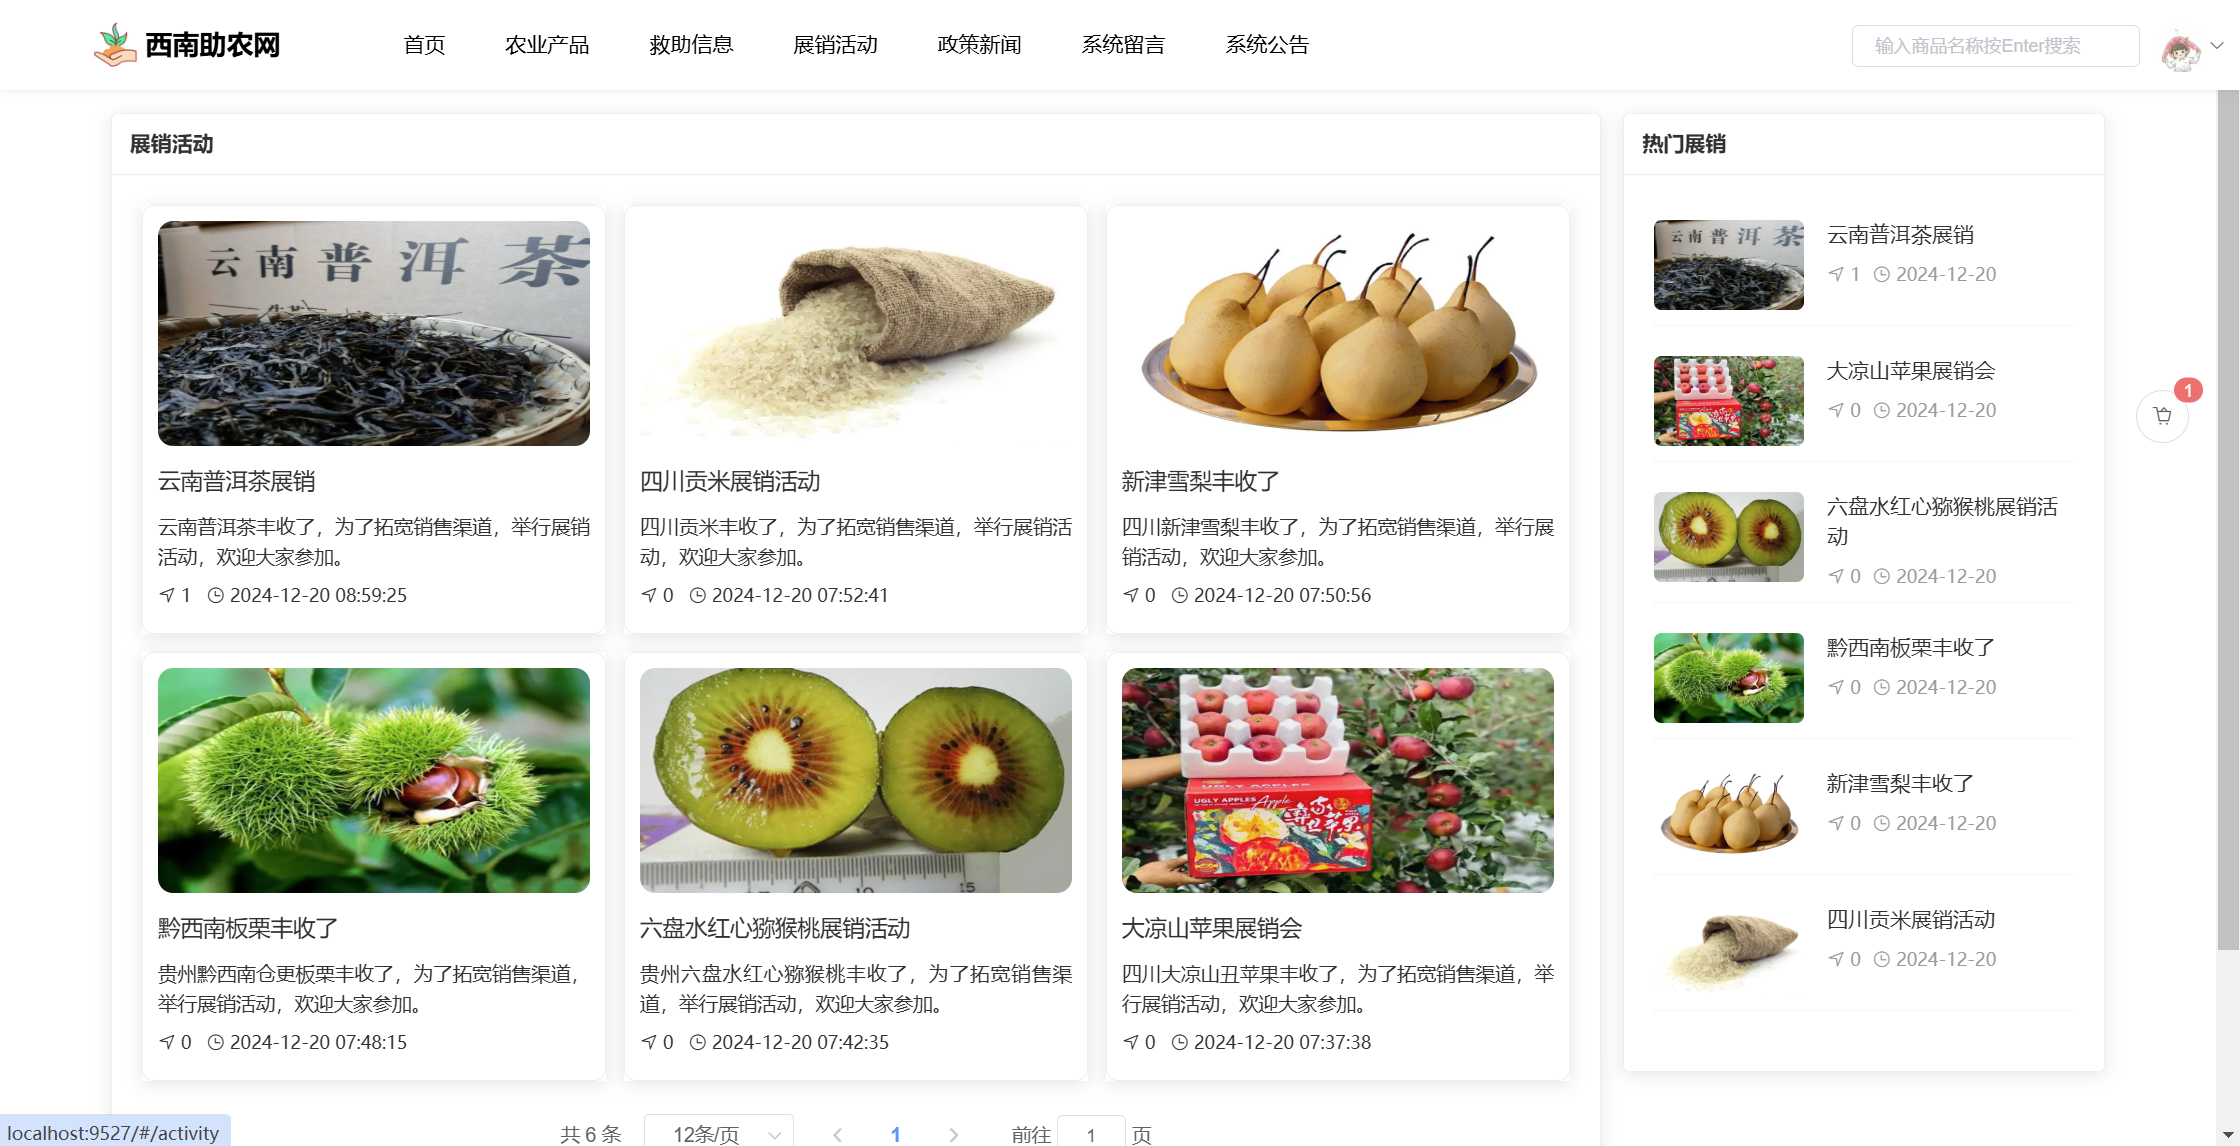 西南助农网
首页
农业产品
救助信息
展销活动
政策新闻
系统留言
系统公告
输入商品名称按Enter搜索
展销活动
云南普洱茶
云南普洱茶展销
云南普洱茶丰收了，为了拓宽销售渠道，举行展销
活动，欢迎大家参加。
1 2024-12-20 08:59:25
四川贡米展销活动
四川贡米丰收了，为了拓宽销售渠道，举行展销活
动，欢迎大家参加。
0 2024-12-20 07:52:41
新津雪梨丰收了
四川新津雪梨丰收了，为了拓宽销售渠道，举行展
销活动，欢迎大家参加。
0 2024-12-20 07:50:56
黔西南板栗丰收了
贵州黔西南仓更板栗丰收了，为了拓宽销售渠道，
举行展销活动，欢迎大家参加。
0 2024-12-20 07:48:15
10 15
六盘水红心猕猴桃展销活动
贵州六盘水红心猕猴桃丰收了，为了拓宽销售渠
道，举行展销活动，欢迎大家参加。
0 2024-12-20 07:42:35
UGLY APPLES
Apple
大凉山苹果展销会
四川大凉山丑苹果丰收了，为了拓宽销售渠道，举
行展销活动，欢迎大家参加。
0 2024-12-20 07:37:38
共 6 条
12条/页
1
前往 1 页
热门展销
云南普洱茶
云南普洱茶展销
1 2024-12-20
大凉山苹果展销会
0 2024-12-20
六盘水红心猕猴桃展销活
动
0 2024-12-20
黔西南板栗丰收了
0 2024-12-20
新津雪梨丰收了
0 2024-12-20
四川贡米展销活动
0 2024-12-20
1
localhost:9527/#/activity